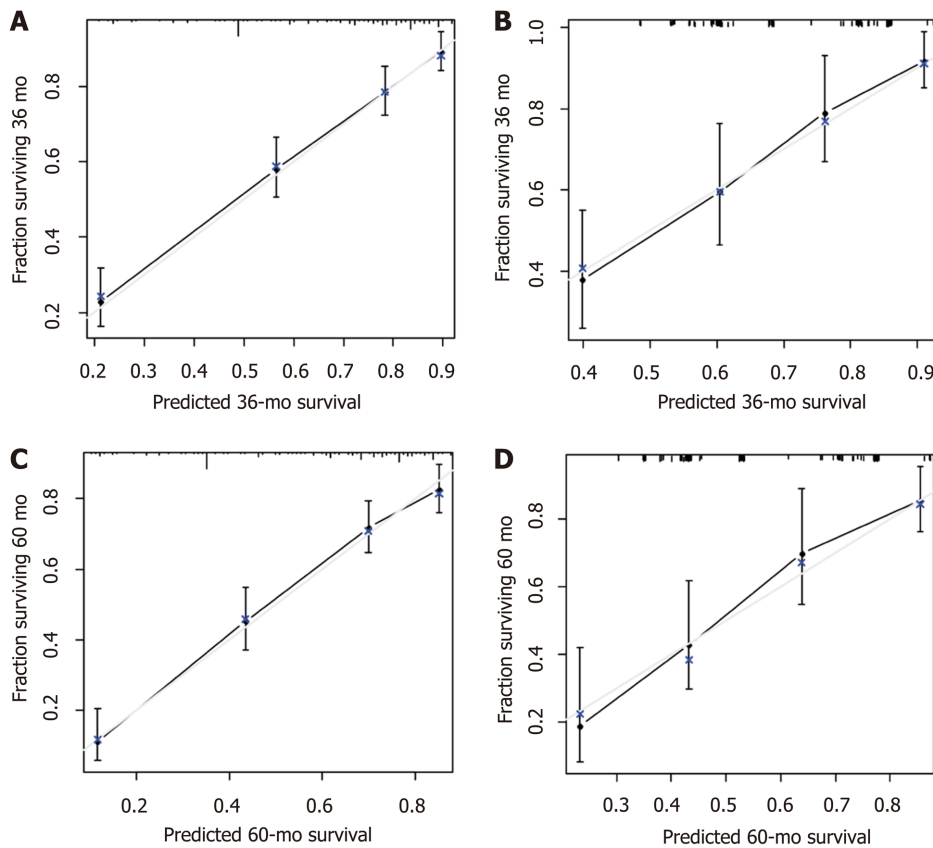 A
Fraction surviving 36 mo
0.8
0.6
0.4
0.2
0.2 0.3 0.4 0.5 0.6 0.7 0.8 0.9
Predicted 36-mo survival
B
Fraction surviving 36 mo
1.0
0.8
0.6
0.4
0.4 0.5 0.6 0.7 0.8 0.9
Predicted 36-mo survival
C
Fraction surviving 60 mo
0.8
0.6
0.4
0.2
0.2 0.4 0.6 0.8
Predicted 60-mo survival
D
Fraction surviving 60 mo
0.8
0.6
0.4
0.2
0.3 0.4 0.5 0.6 0.7 0.8
Predicted 60-mo survival